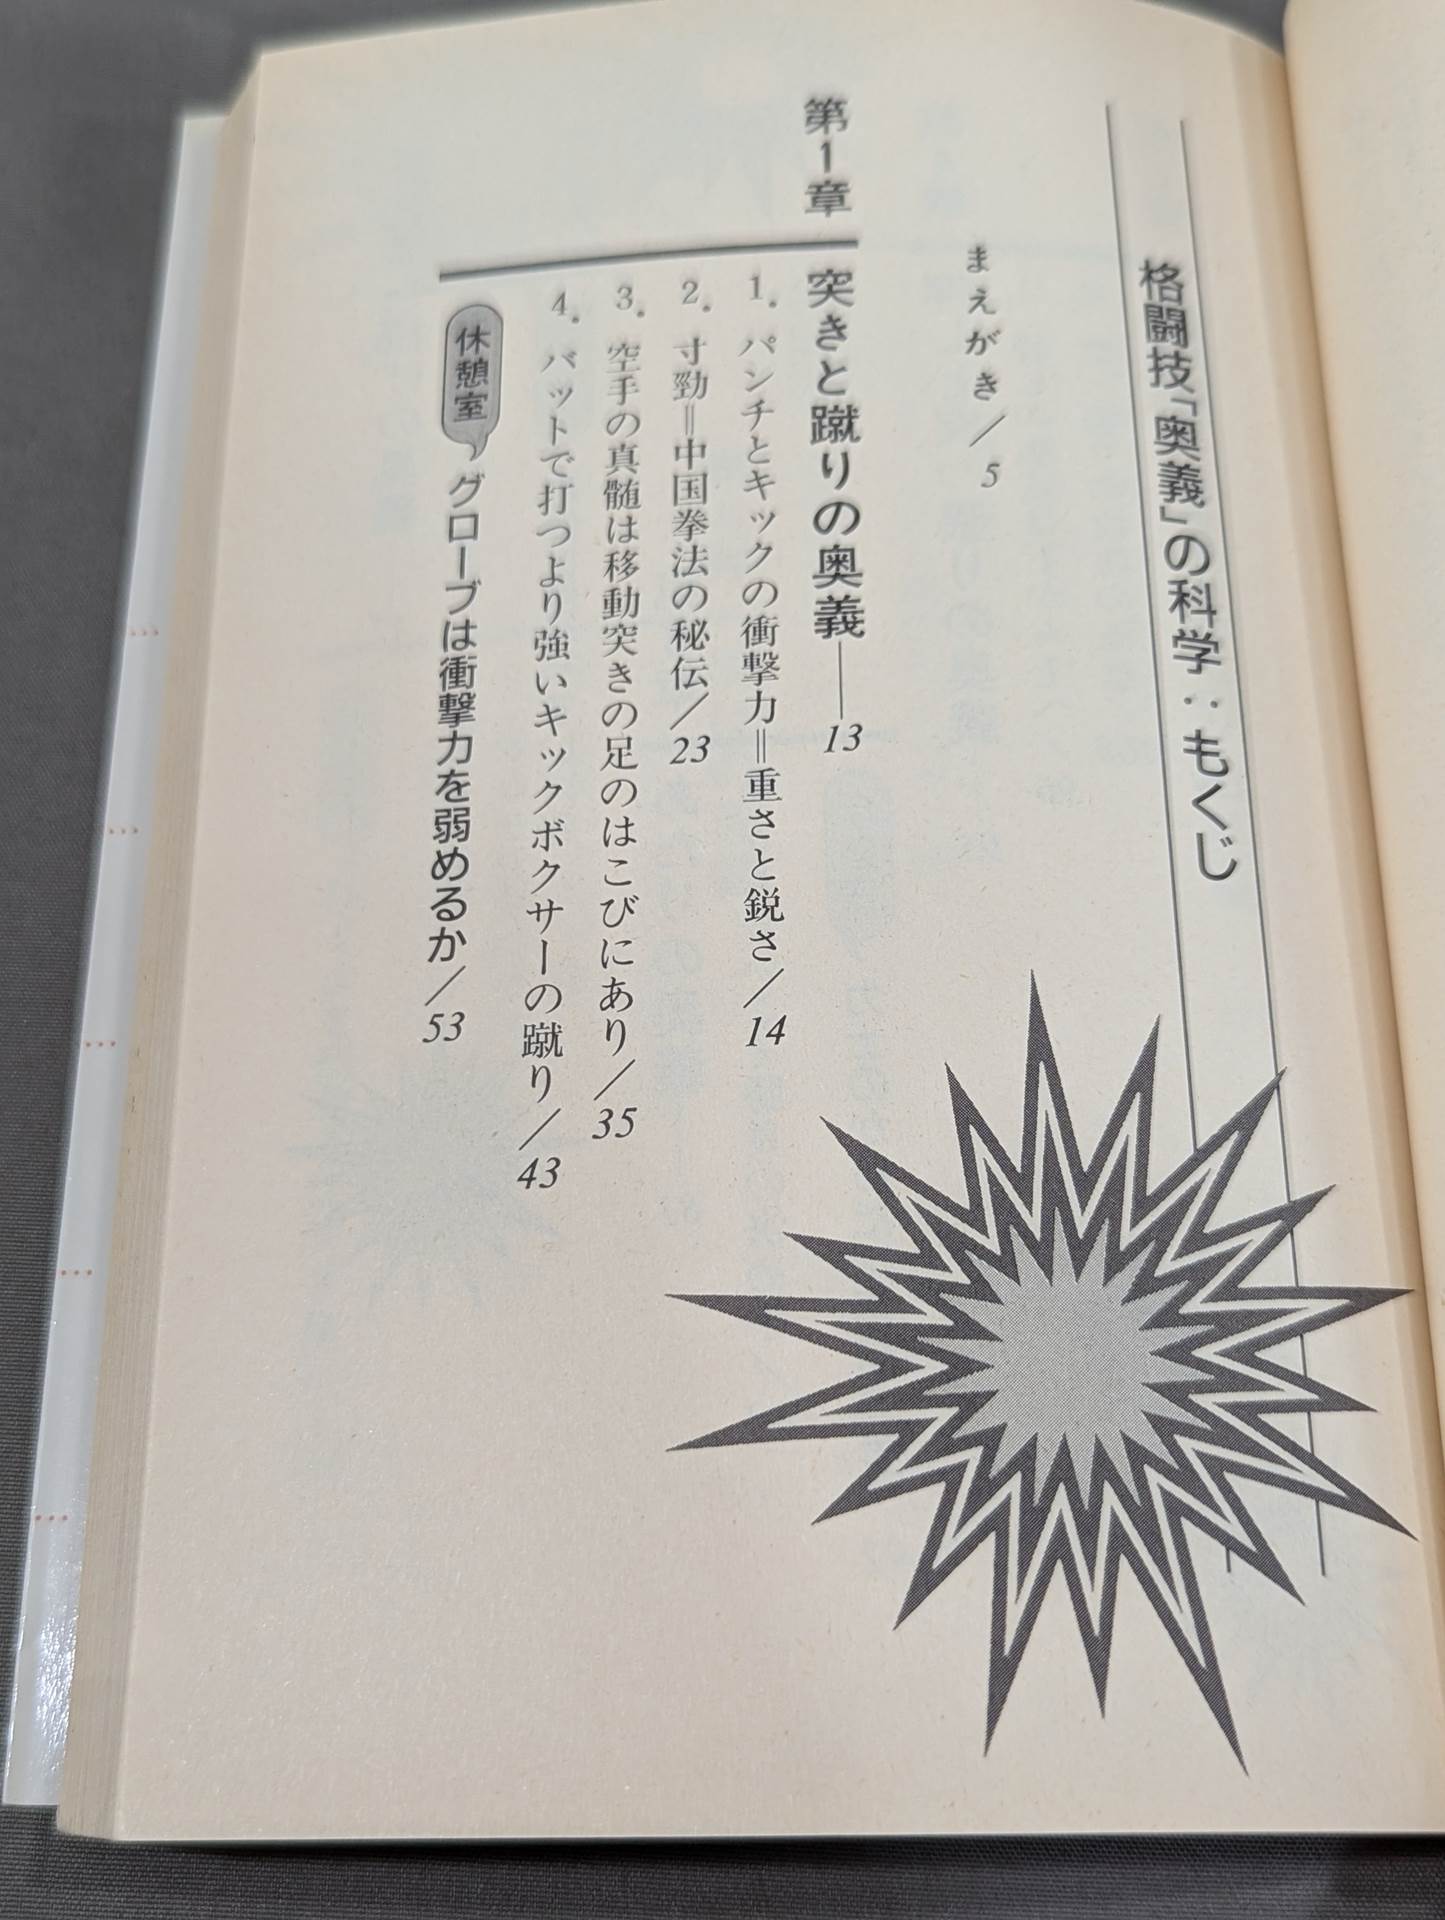 格闘技「奥義」の科学：もくじ
まえがき／5
第1章
突きと蹴りの奥義――13
1. パンチとキックの衝撃力＝重さと鋭さ／14
2. 寸勁＝中国拳法の秘伝／23
3. 空手の真髄は移動突きの足のはこびにあり／35
4. バットで打つより強いキックボクサーの蹴り／43
休憩室 グローブは衝撃力を弱めるか／53